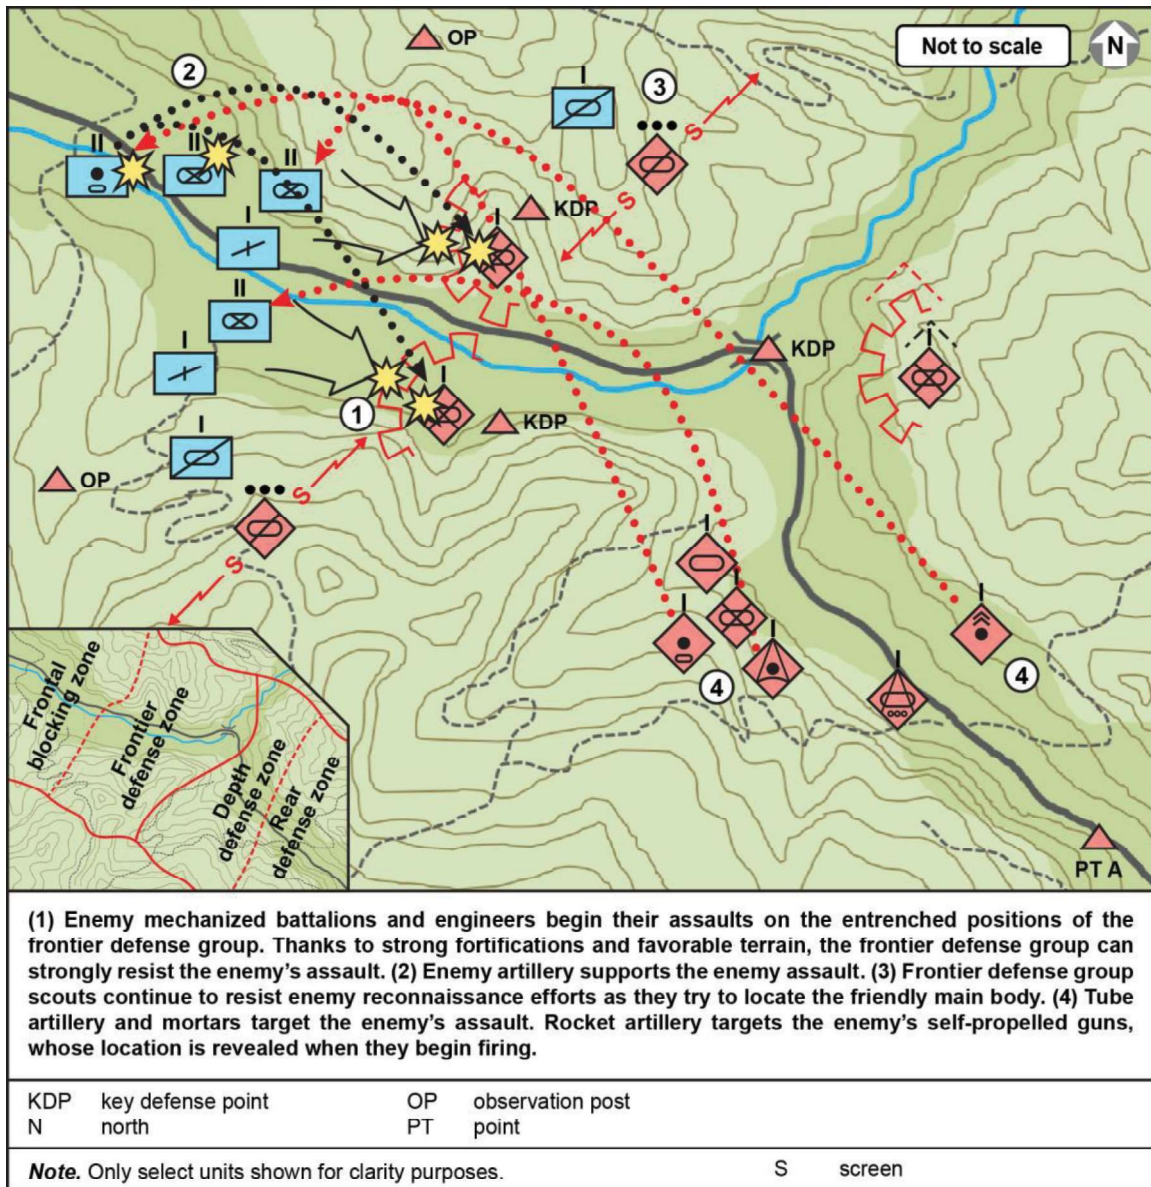 OP
Not to scale
N
2
I
3
S
II
II
II
S
KDP
I
I
II
KDP
I
I
I
1
KDP
I
OP
S
I
S
I
I
I
I
4
4
I
Frontal
blocking zone
Frontier
defense zone
Depth
defense zone
Rear
defense zone
PT A
(1) Enemy mechanized battalions and engineers begin their assaults on the entrenched positions of the
frontier defense group. Thanks to strong fortifications and favorable terrain, the frontier defense group can
strongly resist the enemy's assault. (2) Enemy artillery supports the enemy assault. (3) Frontier defense group
scouts continue to resist enemy reconnaissance efforts as they try to locate the friendly main body. (4) Tube
artillery and mortars target the enemy's assault. Rocket artillery targets the enemy's self-propelled guns,
whose location is revealed when they begin firing.
KDP key defense point OP observation post
N north PT point
Note. Only select units shown for clarity purposes. S screen